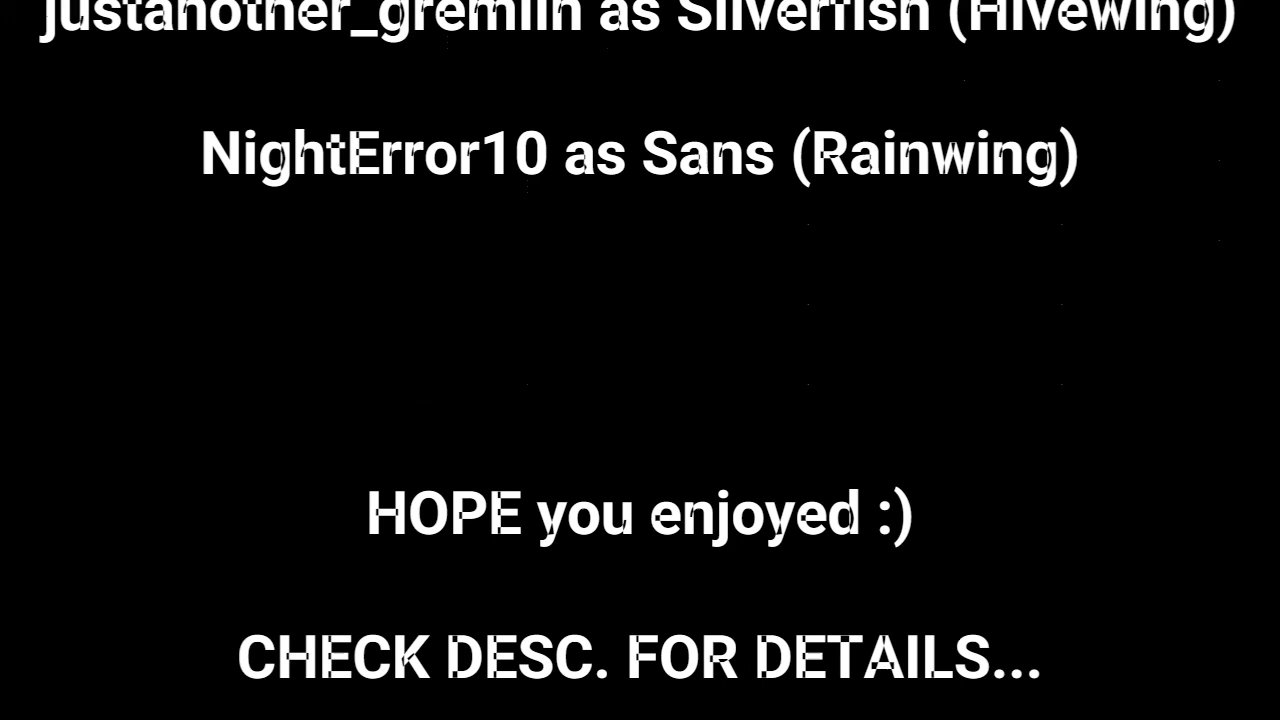 justanother_gremlin as Silverfish (Hivewing)
NightError10 as Sans (Rainwing)
HOPE you enjoyed :)
CHECK DESC. FOR DETAILS...